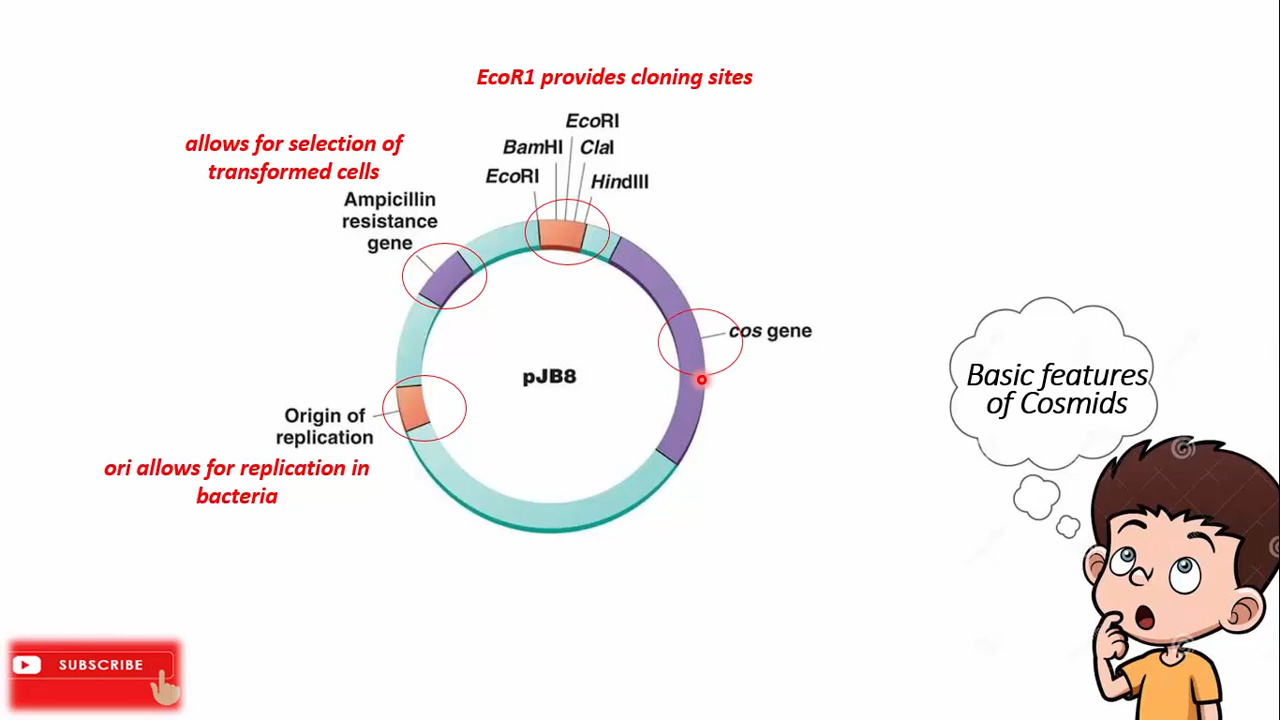 EcoR1 provides cloning sites
allows for selection of
transformed cells
EcoRI
BamHI ClaI
EcoRI HindIII
Ampicillin
resistance
gene
cos gene
pJB8
Origin of
replication
ori allows for replication in
bacteria
Basic features
of Cosmids
SUBSCRIBE